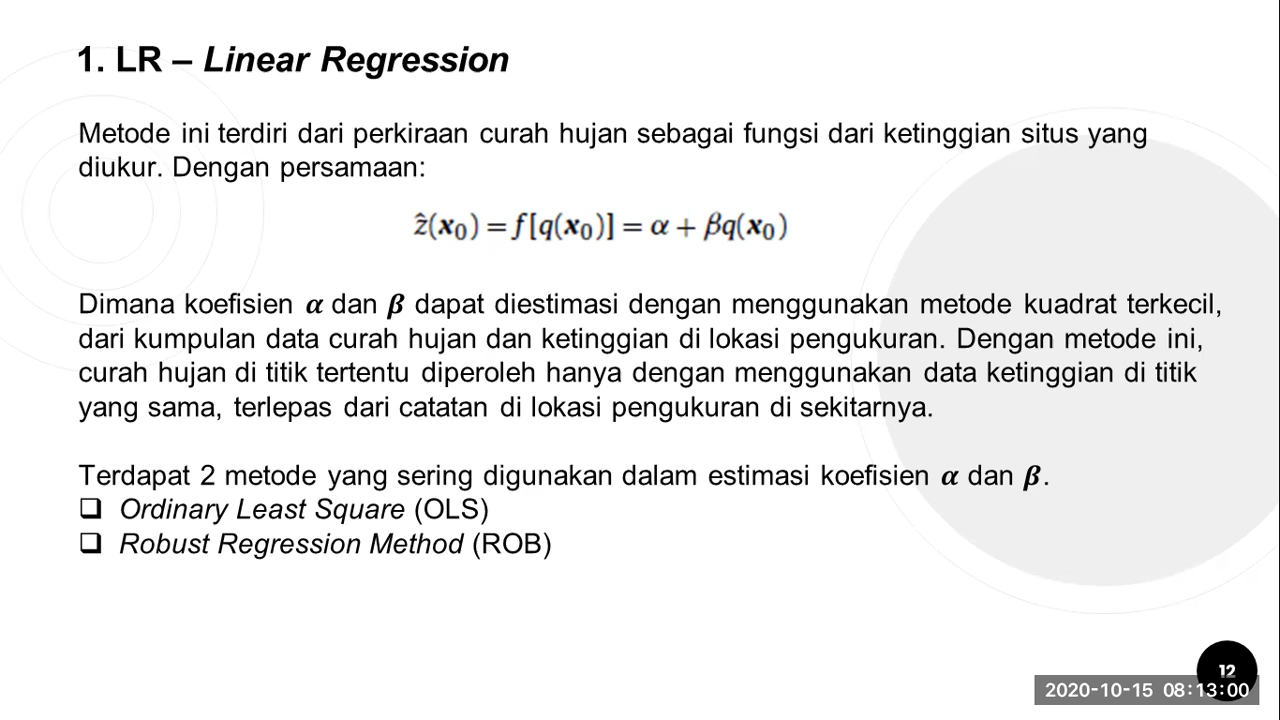 1. LR – Linear Regression
Metode ini terdiri dari perkiraan curah hujan sebagai fungsi dari ketinggian situs yang
diukur. Dengan persamaan:
ẑ(x₀) = f[q(x₀)] = α + βq(x₀)
Dimana koefisien α dan β dapat diestimasi dengan menggunakan metode kuadrat terkecil,
dari kumpulan data curah hujan dan ketinggian di lokasi pengukuran. Dengan metode ini,
curah hujan di titik tertentu diperoleh hanya dengan menggunakan data ketinggian di titik
yang sama, terlepas dari catatan di lokasi pengukuran di sekitarnya.
Terdapat 2 metode yang sering digunakan dalam estimasi koefisien α dan β.
❑ Ordinary Least Square (OLS)
❑ Robust Regression Method (ROB)
12
2020-10-15 08:13:00